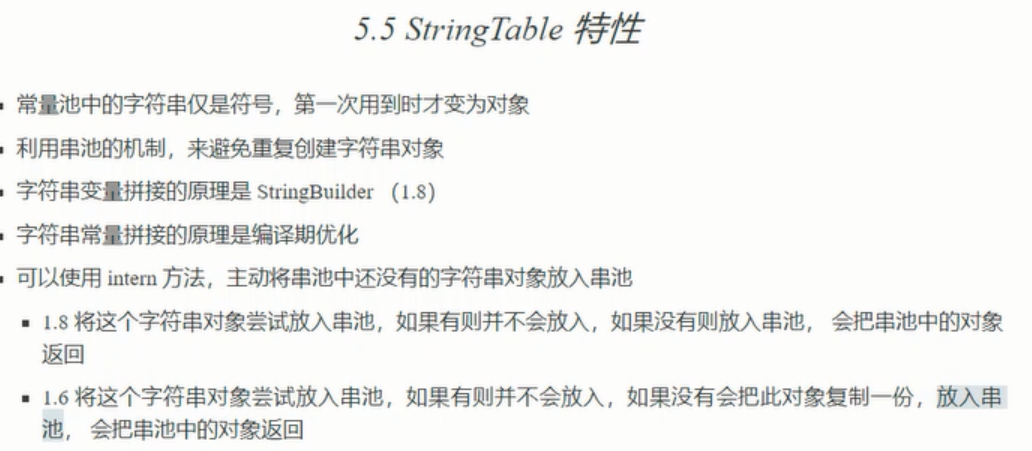 5.5 StringTable 特性
常量池中的字符串仅是符号，第一次用到时才变为对象
利用串池的机制，来避免重复创建字符串对象
字符串变量拼接的原理是 StringBuilder （1.8）
字符串常量拼接的原理是编译期优化
可以使用 intern 方法，主动将串池中还没有的字符串对象放入串池
1.8 将这个字符串对象尝试放入串池，如果有则并不会放入，如果没有则放入串池， 会把串池中的对象
返回
1.6 将这个字符串对象尝试放入串池，如果有则并不会放入，如果没有会把此对象复制一份，放入串
池， 会把串池中的对象返回